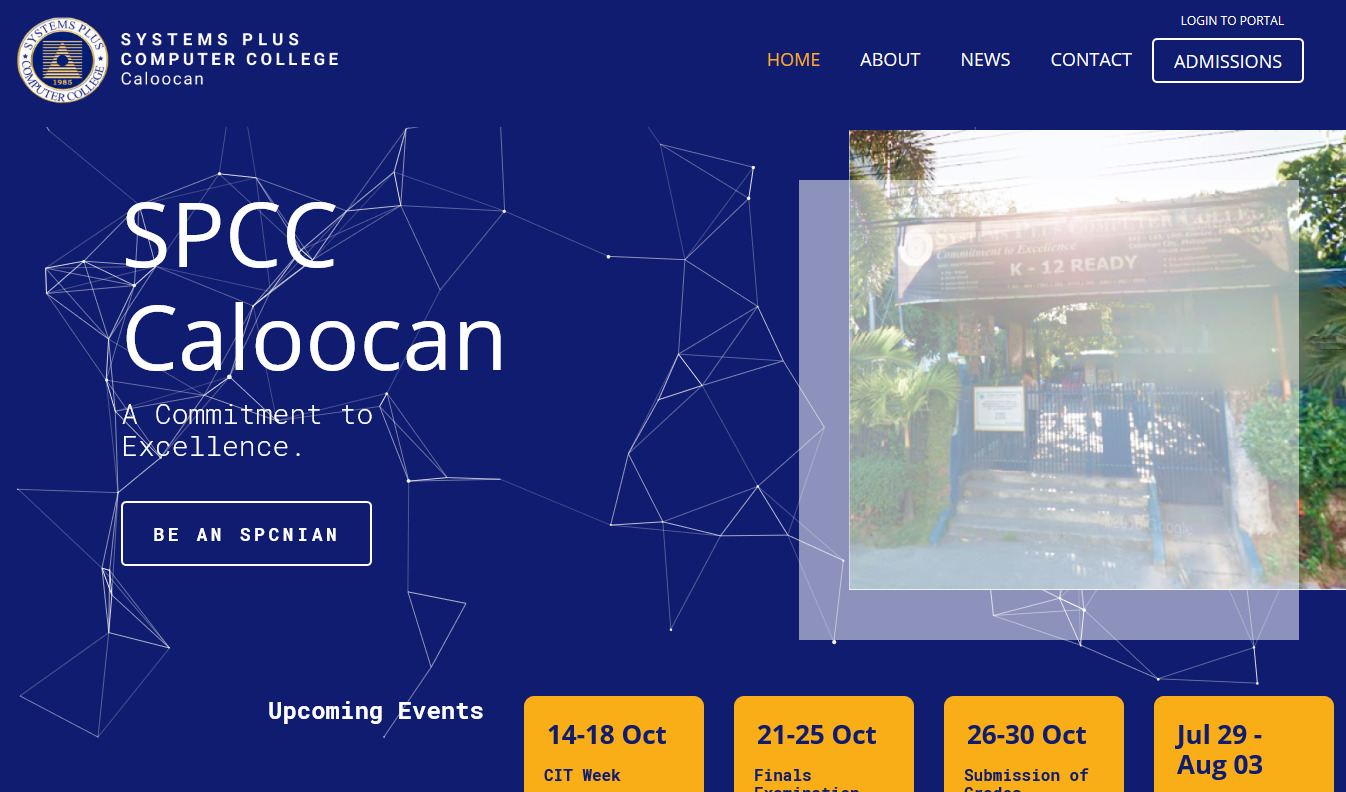 SYSTEMS PLUS
COMPUTER COLLEGE
1985
SYSTEMS PLUS
COMPUTER COLLEGE
Caloocan
LOGIN TO PORTAL
HOME
ABOUT
NEWS
CONTACT
ADMISSIONS
SPCC
Caloocan
A Commitment to
Excellence.
BE AN SPCNIAN
Systems Plus Computer College
Commitment to Excellence
K - 12 READY
Upcoming Events
14-18 Oct
CIT Week
21-25 Oct
Finals
Examination
26-30 Oct
Submission of
Grades
Jul 29 -
Aug 03